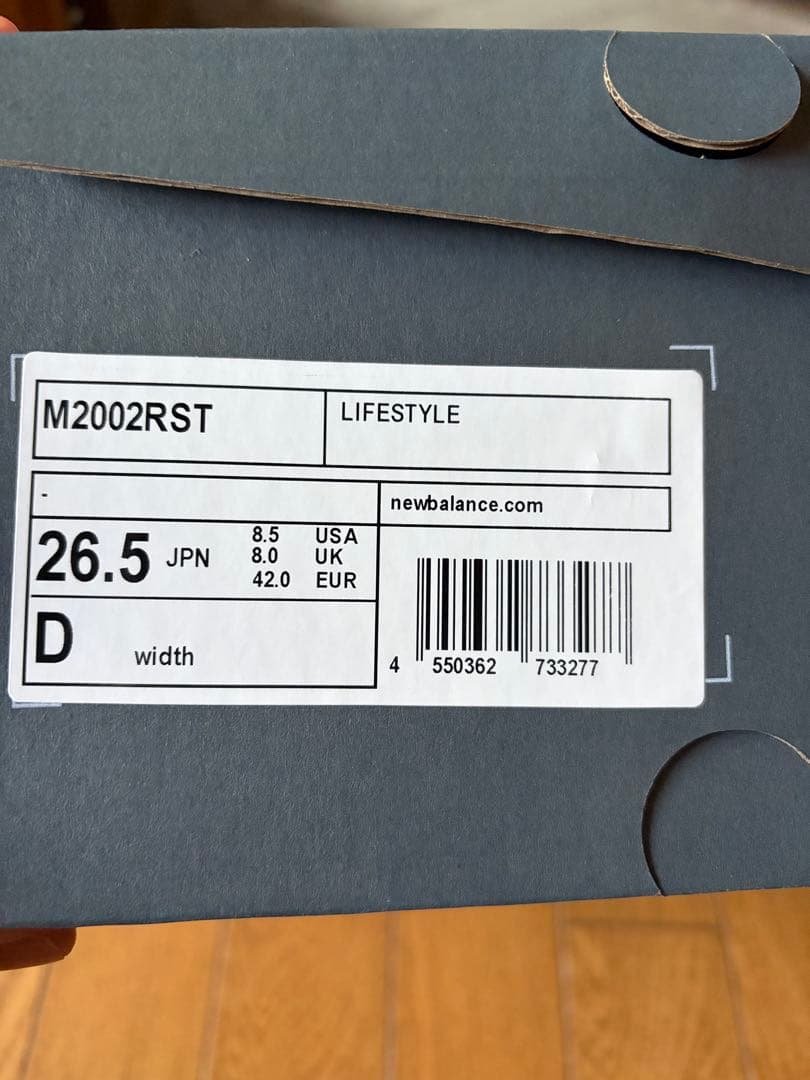 M2002RST
LIFESTYLE
-
newbalance.com
26.5 JPN
8.5 USA
8.0 UK
42.0 EUR
D width
4 550362 733277